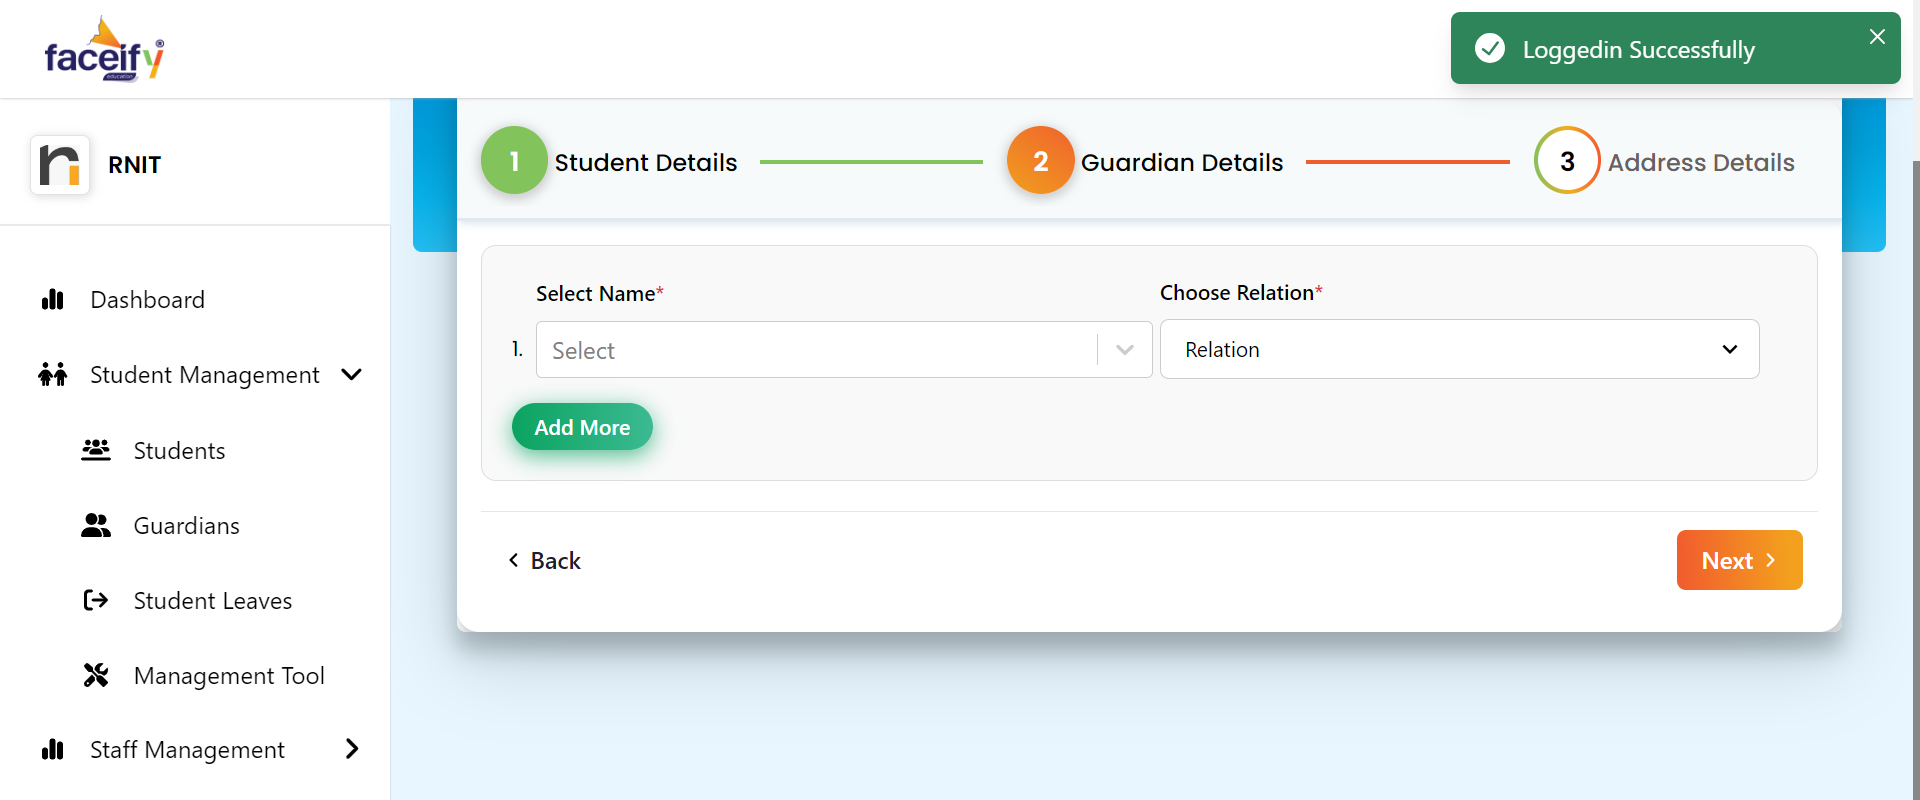 faceify®
education
Loggedin Successfully
RNIT
1 Student Details
2 Guardian Details
3 Address Details
Dashboard
Student Management
Students
Guardians
Student Leaves
Management Tool
Staff Management
Select Name*
Choose Relation*
1. Select
Relation
Add More
Back
Next